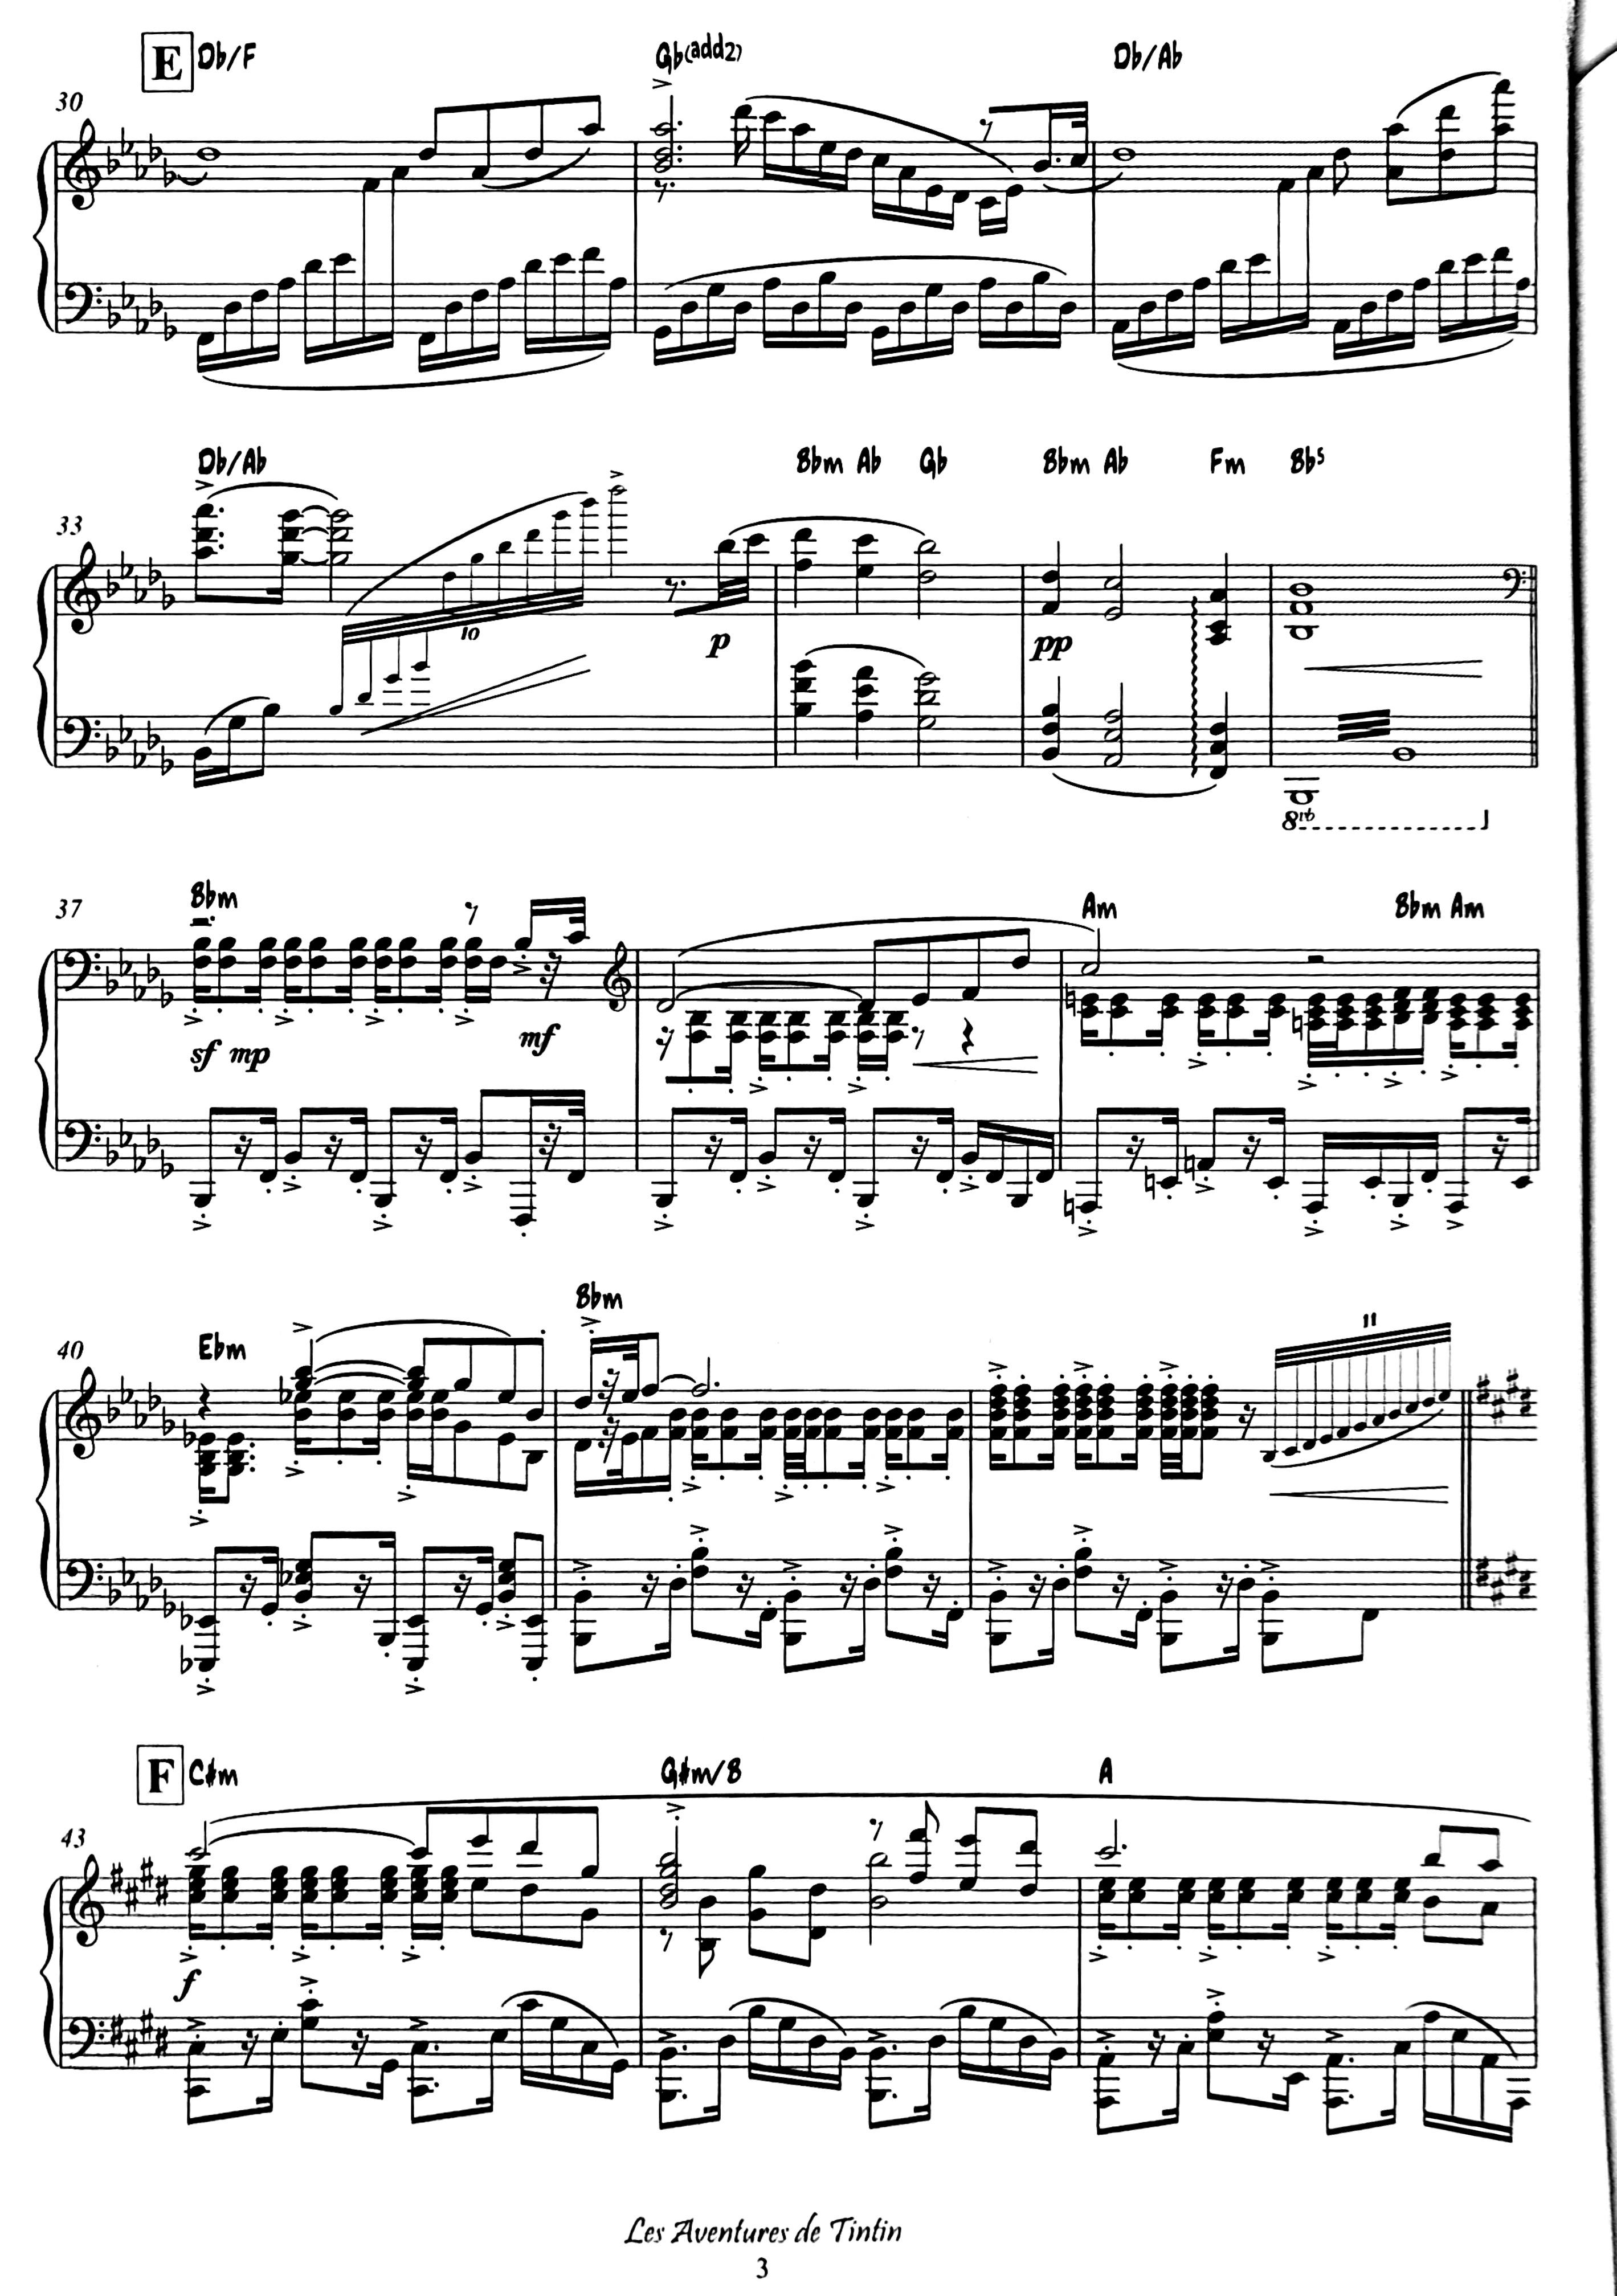 E Db/F Gb(add2) Db/Ab
30
Db/Ab Bbm Ab Gb Bbm Ab Fm Bb5
33
10
p pp
8vb
Bbm Am Bbm Am
37
sf mp mf
Ebm Bbm
40
11
F C#m G#m/B A
43
f
Les Aventures de Tintin
3